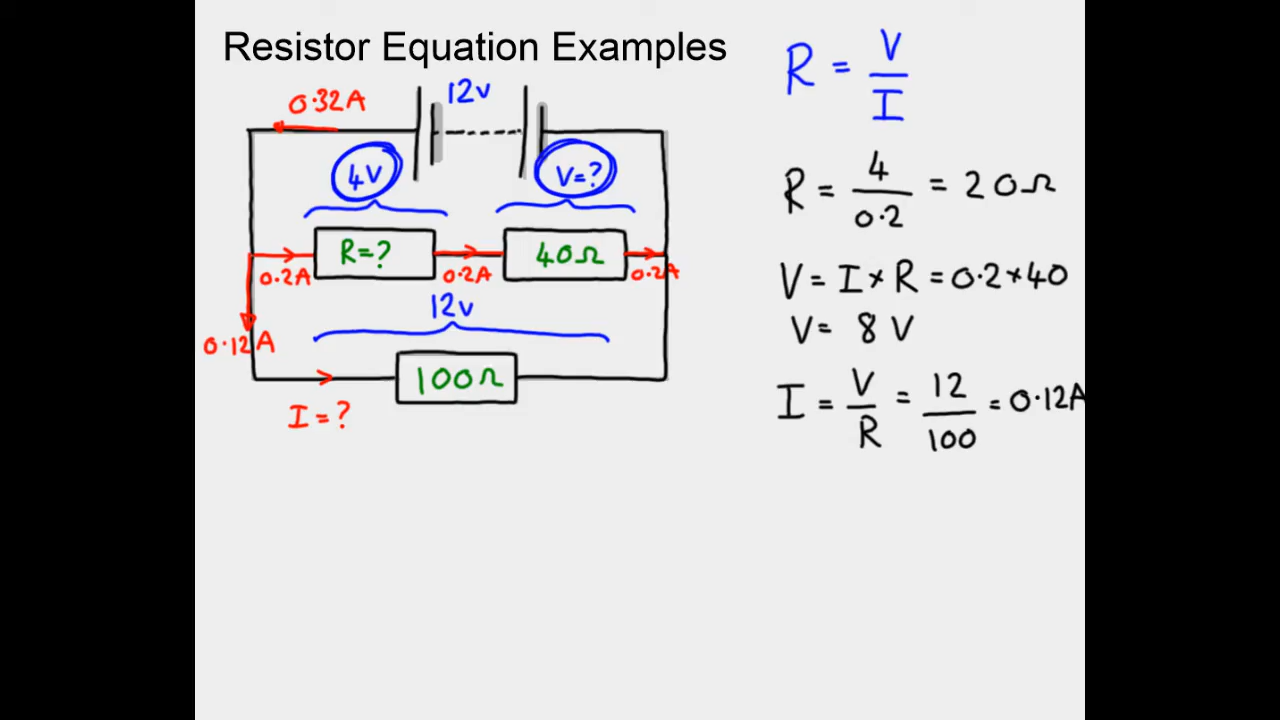 Resistor Equation Examples
0.32A
12v
4V
V=?
R=?
40Ω
0.2A
0.2A
0.2A
12v
0.12A
100Ω
I=?
R = V/I
R = 4/0.2 = 20Ω
V = I × R = 0.2×40
V = 8 V
I = V/R = 12/100 = 0.12A